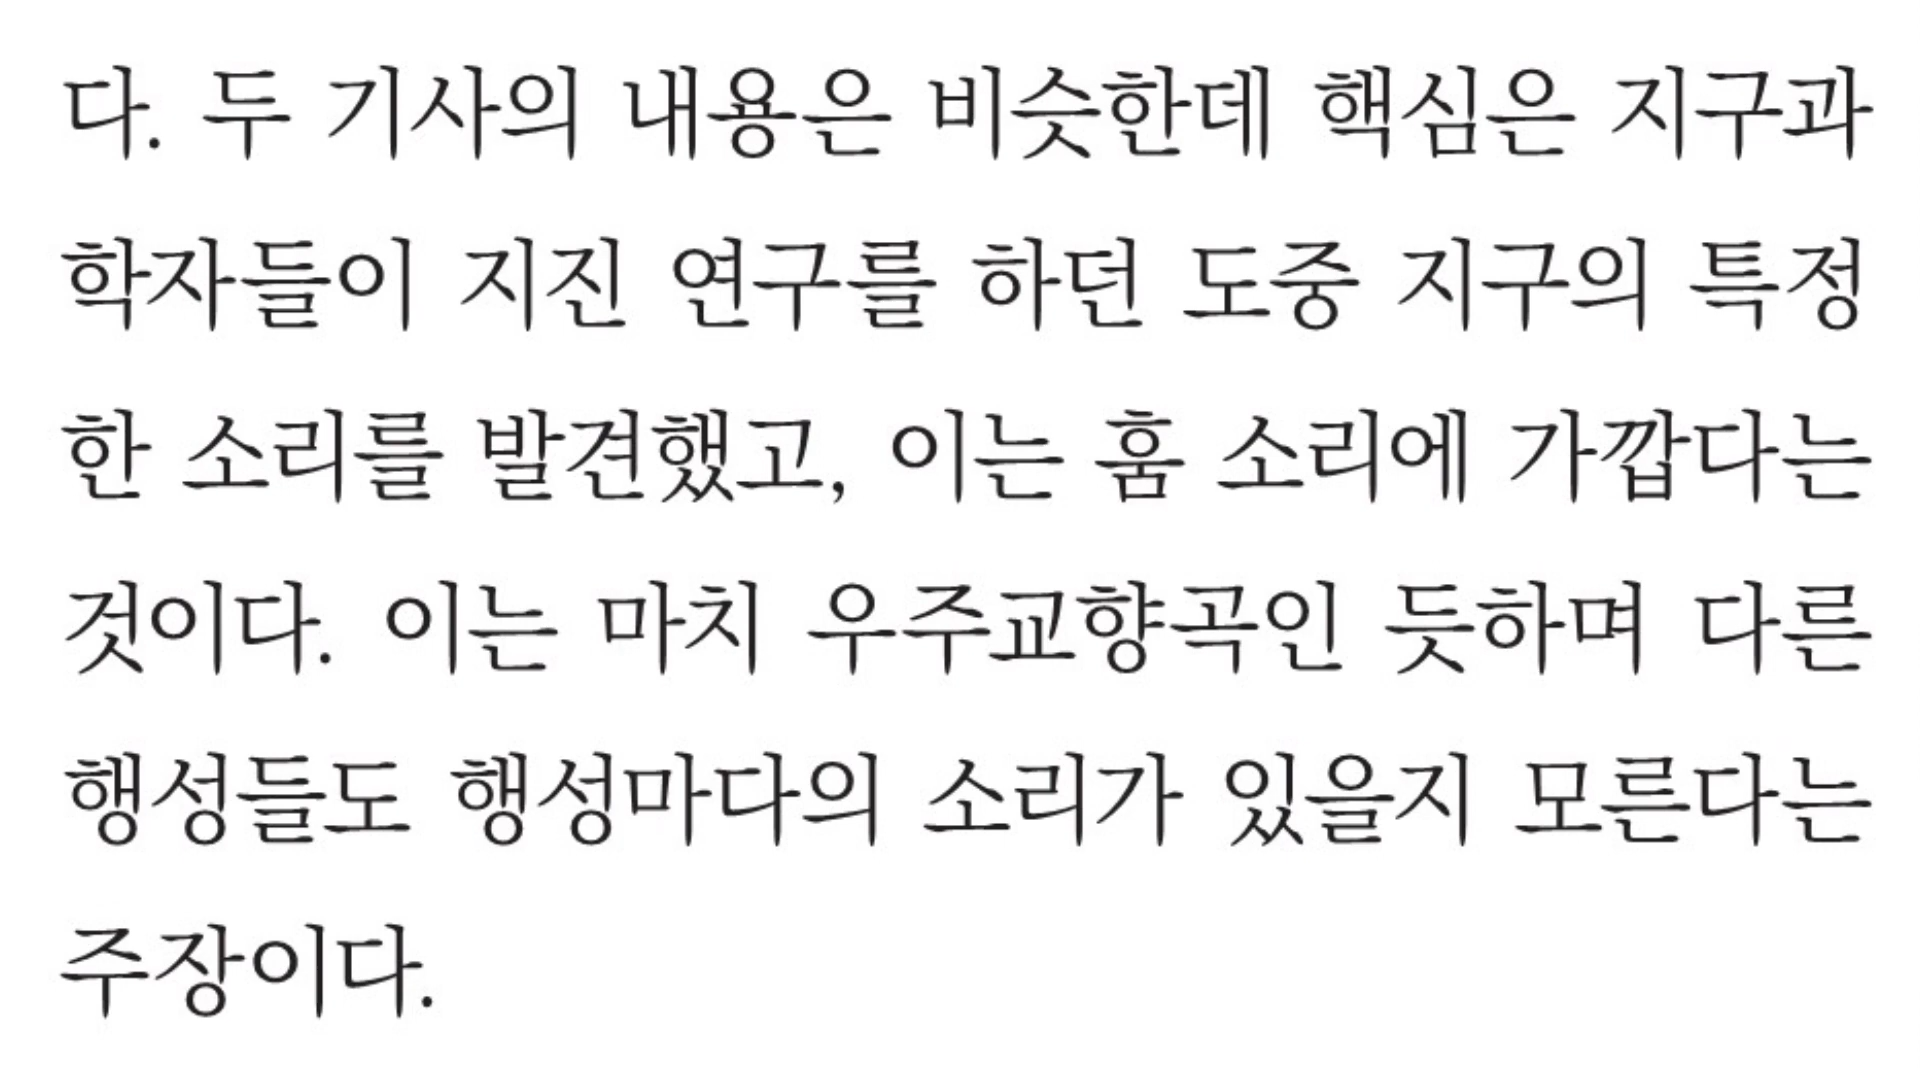 다. 두 기사의 내용은 비슷한데 핵심은 지구과
학자들이 지진 연구를 하던 도중 지구의 특정
한 소리를 발견했고, 이는 훔 소리에 가깝다는
것이다. 이는 마치 우주교향곡인 듯하며 다른
행성들도 행성마다의 소리가 있을지 모른다는
주장이다.